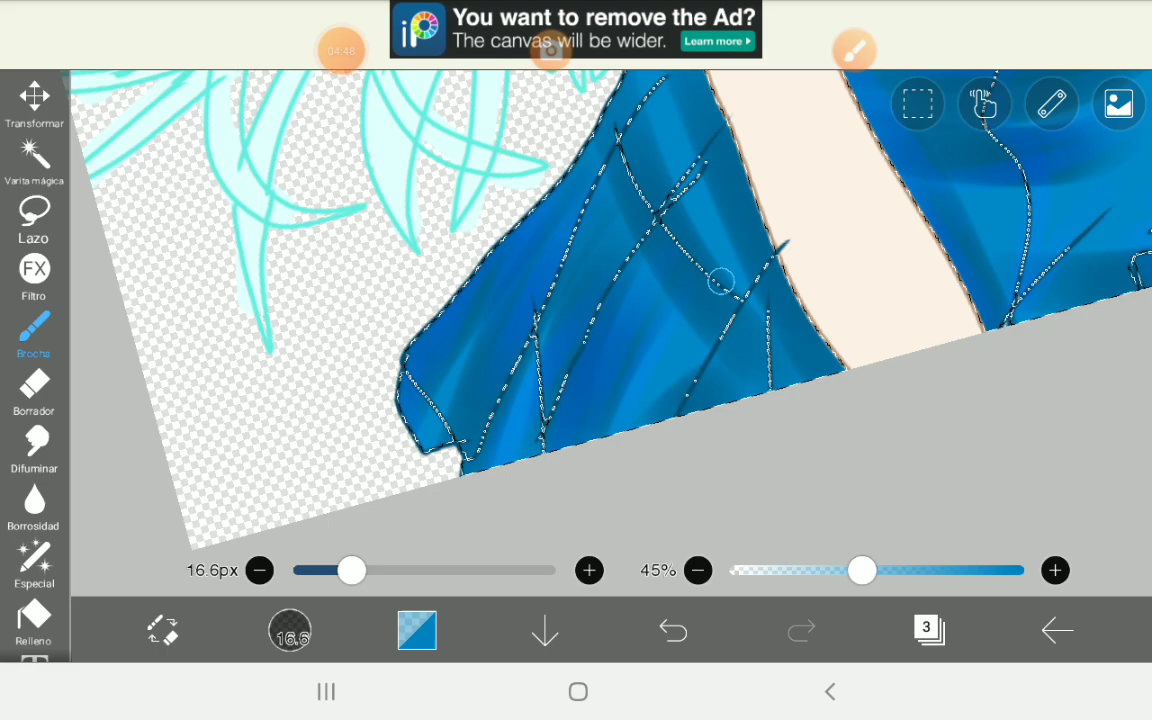 iP
You want to remove the Ad?
The canvas will be wider.
Learn more
04:48
Transformar
Varita mágica
Lazo
FX
Filtro
Brocha
Borrador
Difuminar
Borrosidad
Especial
Relleno
T
16.6px
45%
16.6
3